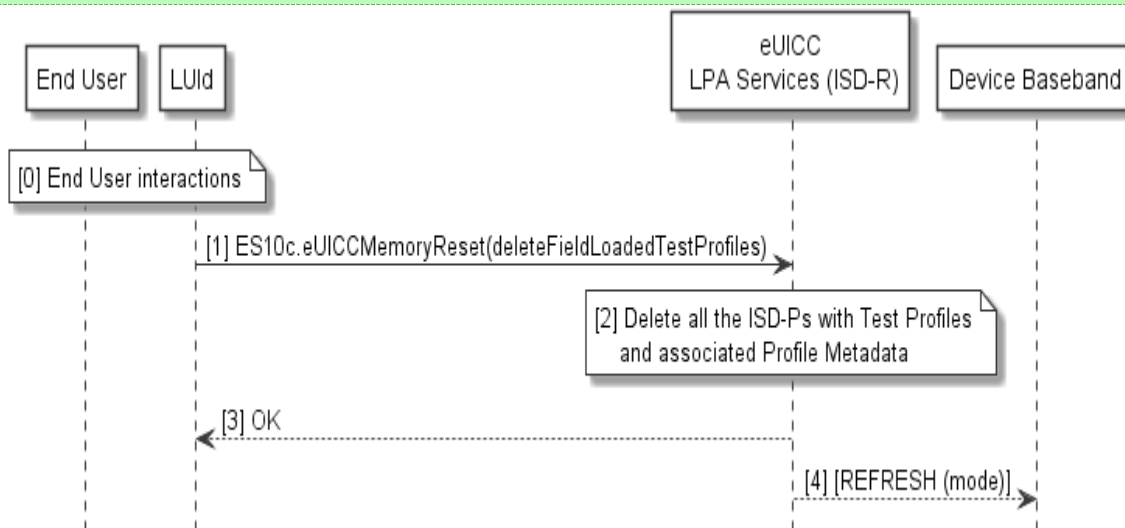 End User
LUId
eUICC
LPA Services (ISD-R)
Device Baseband
[0] End User interactions
[1] ES10c.eUICCMemoryReset(deleteFieldLoadedTestProfiles)
[2] Delete all the ISD-Ps with Test Profiles
and associated Profile Metadata
[3] OK
[4] [REFRESH (mode)]